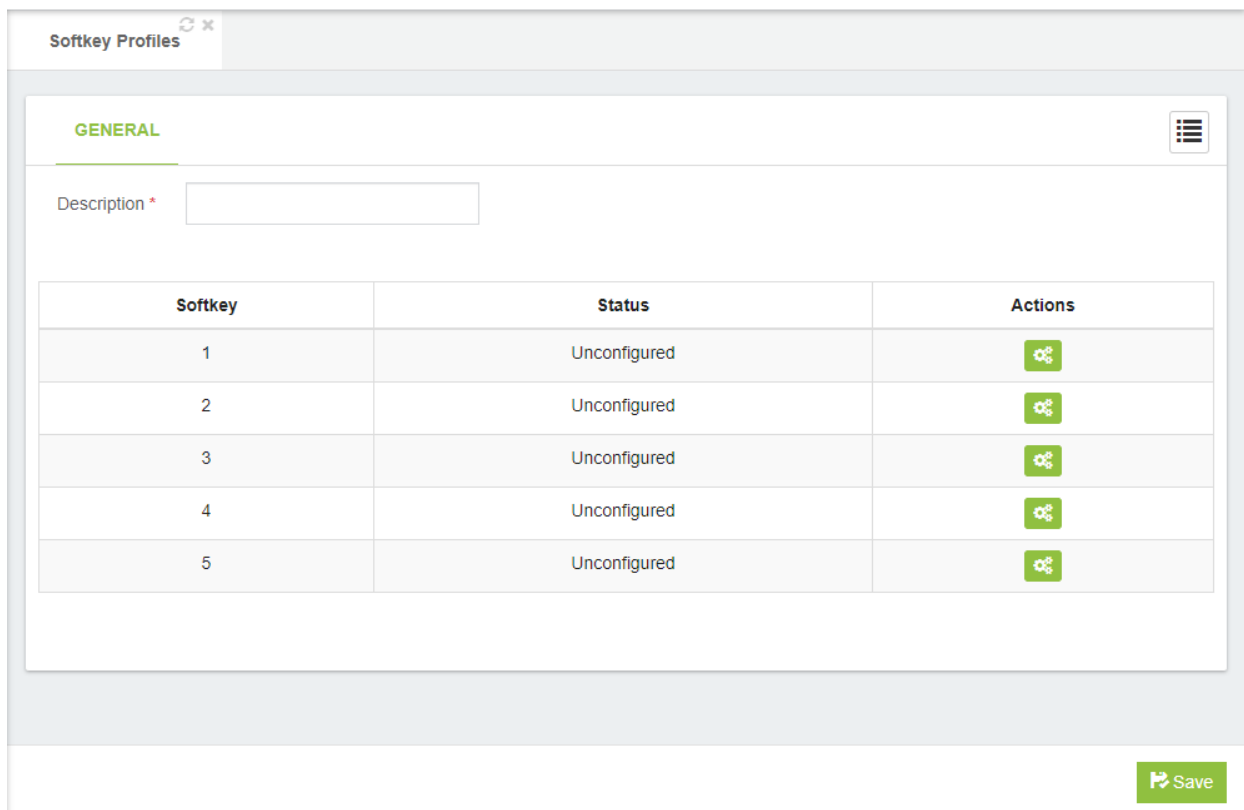 Softkey Profiles
GENERAL
Description *
Softkey Status Actions
1 Unconfigured
2 Unconfigured
3 Unconfigured
4 Unconfigured
5 Unconfigured
Save